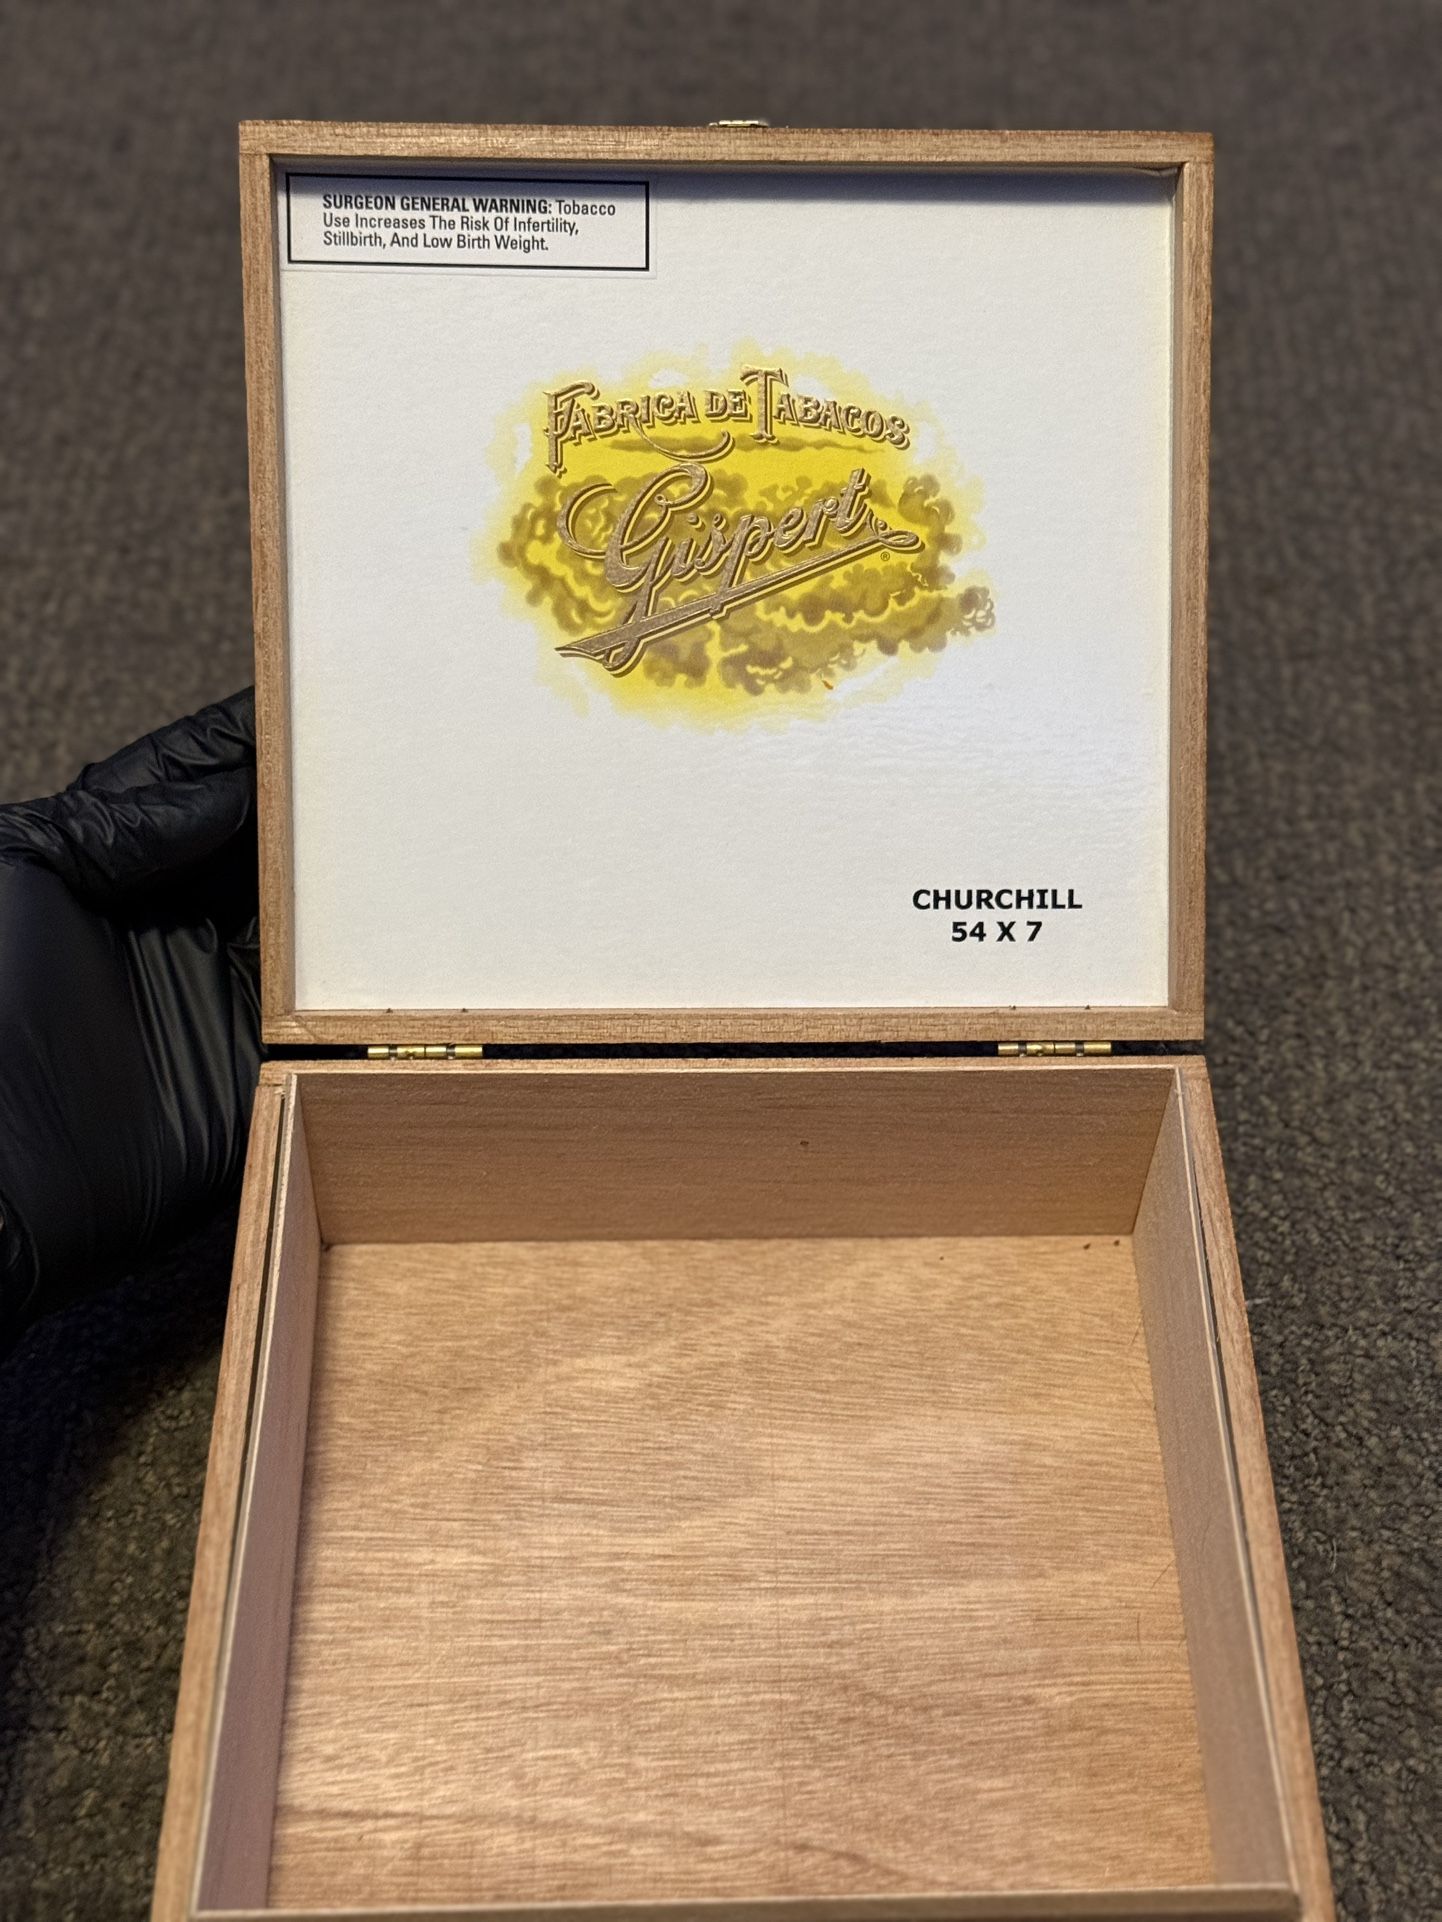 SURGEON GENERAL WARNING: Tobacco
Use Increases The Risk Of Infertility,
Stillbirth, And Low Birth Weight.
FABRICA DE TABACOS
Gispert
®
CHURCHILL
54 X 7